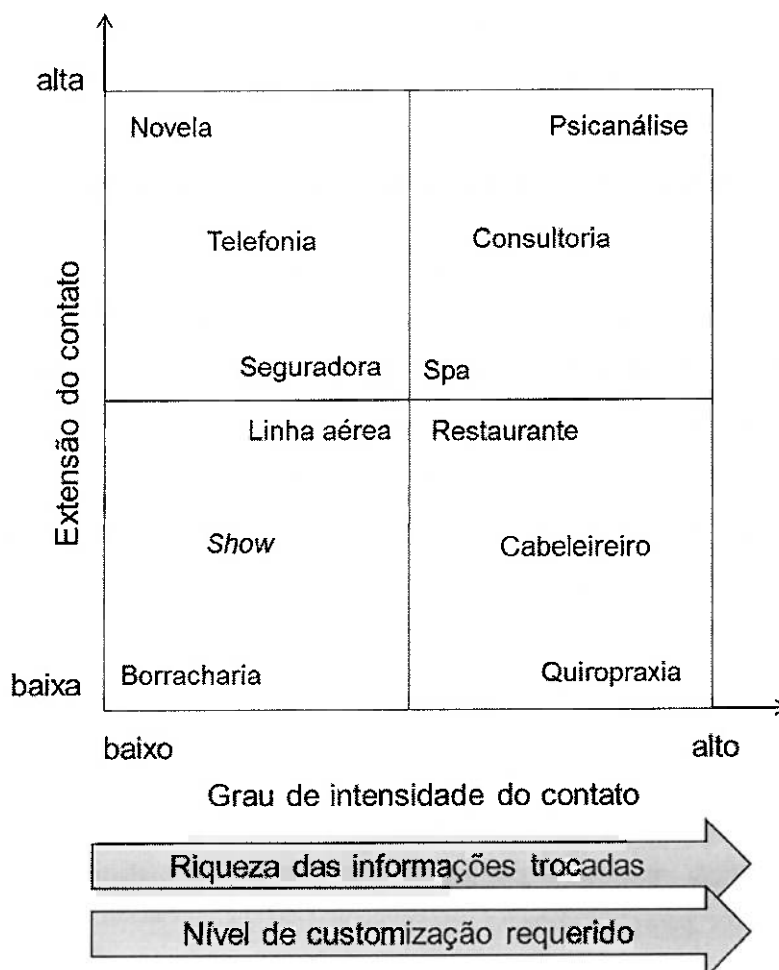 alta
Novela
Psicanálise
Telefonia
Consultoria
Seguradora
Spa
Extensão do contato
Linha aérea
Restaurante
Show
Cabeleireiro
baixa
Borracharia
Quiropraxia
baixo
alto
Grau de intensidade do contato
Riqueza das informações trocadas
Nível de customização requerido